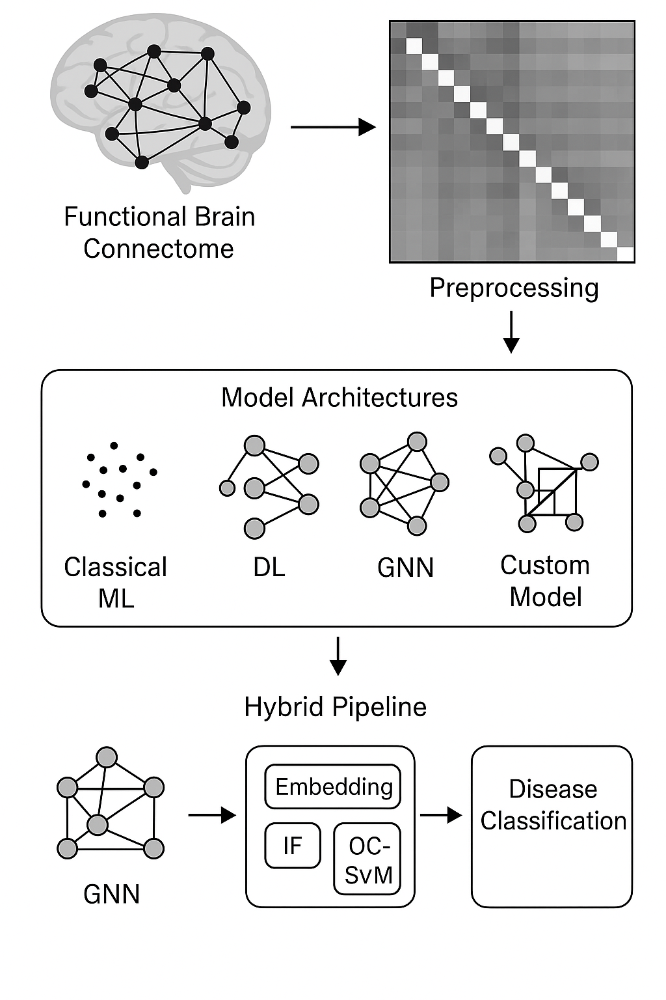 Functional Brain
Connectome
Preprocessing
Model Architectures
Classical
ML
DL
GNN
Custom
Model
Hybrid Pipeline
GNN
Embedding
IF
OC-
SvM
Disease
Classification